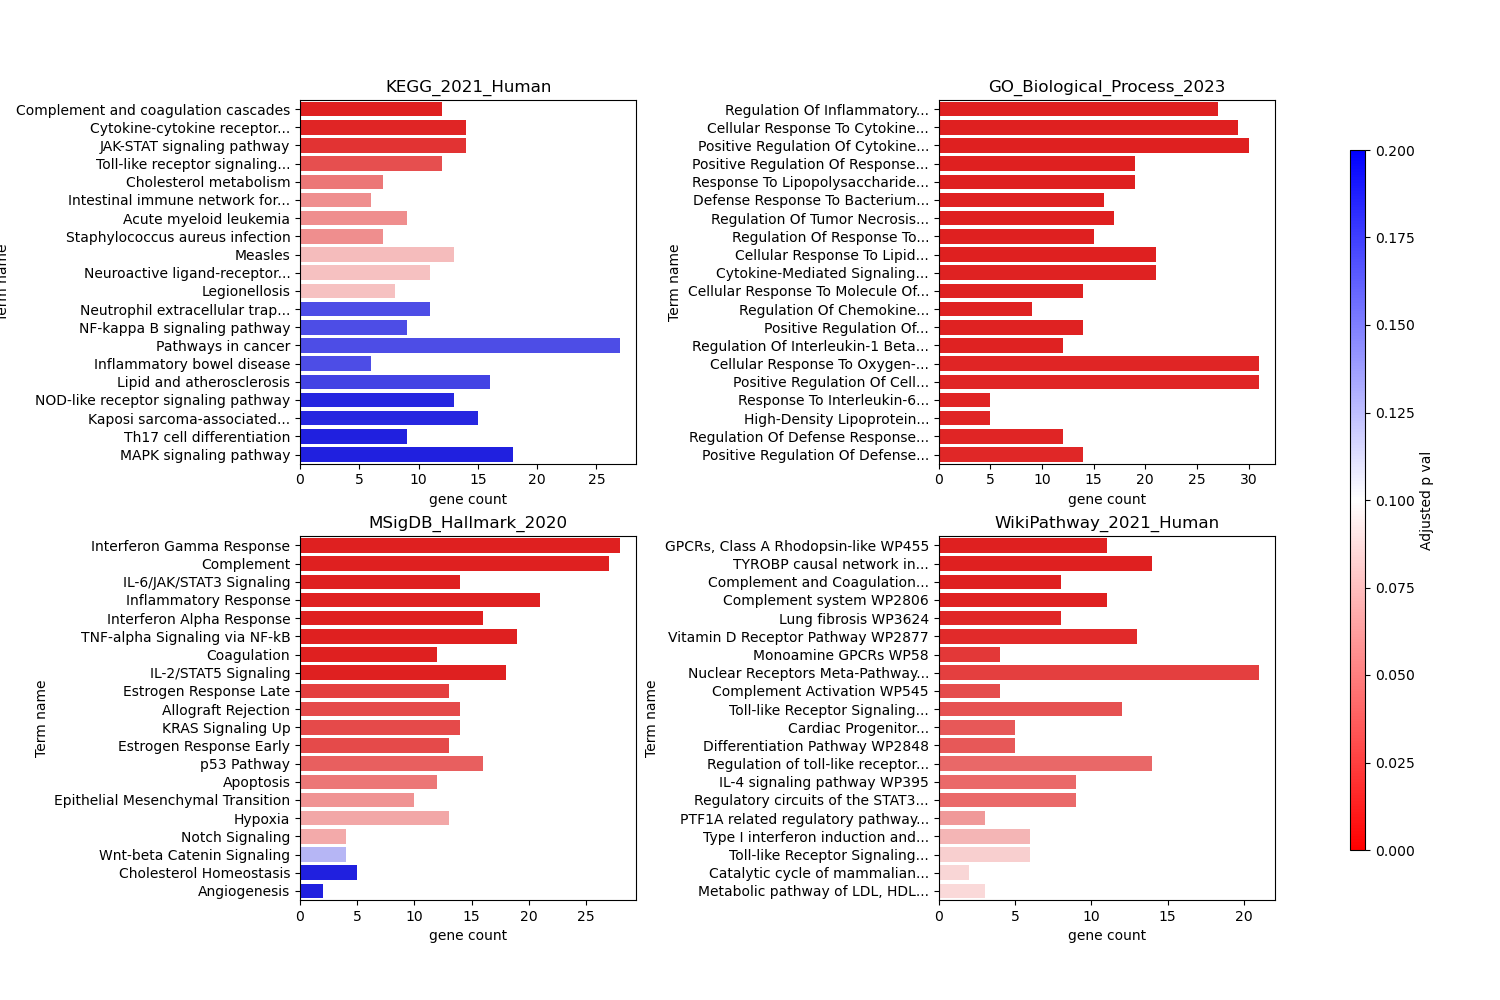 KEGG_2021_Human
Complement and coagulation cascades
Cytokine-cytokine receptor...
JAK-STAT signaling pathway
Toll-like receptor signaling...
Cholesterol metabolism
Intestinal immune network for...
Acute myeloid leukemia
Staphylococcus aureus infection
Measles
Neuroactive ligand-receptor...
Legionellosis
Neutrophil extracellular trap...
NF-kappa B signaling pathway
Pathways in cancer
Inflammatory bowel disease
Lipid and atherosclerosis
NOD-like receptor signaling pathway
Kaposi sarcoma-associated...
Th17 cell differentiation
MAPK signaling pathway
0 5 10 15 20 25
gene count
GO_Biological_Process_2023
Term name
Regulation Of Inflammatory...
Cellular Response To Cytokine...
Positive Regulation Of Cytokine...
Positive Regulation Of Response...
Response To Lipopolysaccharide...
Defense Response To Bacterium...
Regulation Of Tumor Necrosis...
Regulation Of Response To...
Cellular Response To Lipid...
Cytokine-Mediated Signaling...
Cellular Response To Molecule Of...
Regulation Of Chemokine...
Positive Regulation Of...
Regulation Of Interleukin-1 Beta...
Cellular Response To Oxygen-...
Positive Regulation Of Cell...
Response To Interleukin-6...
High-Density Lipoprotein...
Regulation Of Defense Response...
Positive Regulation Of Defense...
0 5 10 15 20 25 30
gene count
MSigDB_Hallmark_2020
Term name
Interferon Gamma Response
Complement
IL-6/JAK/STAT3 Signaling
Inflammatory Response
Interferon Alpha Response
TNF-alpha Signaling via NF-kB
Coagulation
IL-2/STAT5 Signaling
Estrogen Response Late
Allograft Rejection
KRAS Signaling Up
Estrogen Response Early
p53 Pathway
Apoptosis
Epithelial Mesenchymal Transition
Hypoxia
Notch Signaling
Wnt-beta Catenin Signaling
Cholesterol Homeostasis
Angiogenesis
0 5 10 15 20 25
gene count
WikiPathway_2021_Human
Term name
GPCRs, Class A Rhodopsin-like WP455
TYROBP causal network in...
Complement and Coagulation...
Complement system WP2806
Lung fibrosis WP3624
Vitamin D Receptor Pathway WP2877
Monoamine GPCRs WP58
Nuclear Receptors Meta-Pathway...
Complement Activation WP545
Toll-like Receptor Signaling...
Cardiac Progenitor...
Differentiation Pathway WP2848
Regulation of toll-like receptor...
IL-4 signaling pathway WP395
Regulatory circuits of the STAT3...
PTF1A related regulatory pathway...
Type I interferon induction and...
Toll-like Receptor Signaling...
Catalytic cycle of mammalian...
Metabolic pathway of LDL, HDL...
0 5 10 15 20
gene count
0.200
0.175
0.150
0.125
0.100
0.075
0.050
0.025
0.000
Adjusted p val